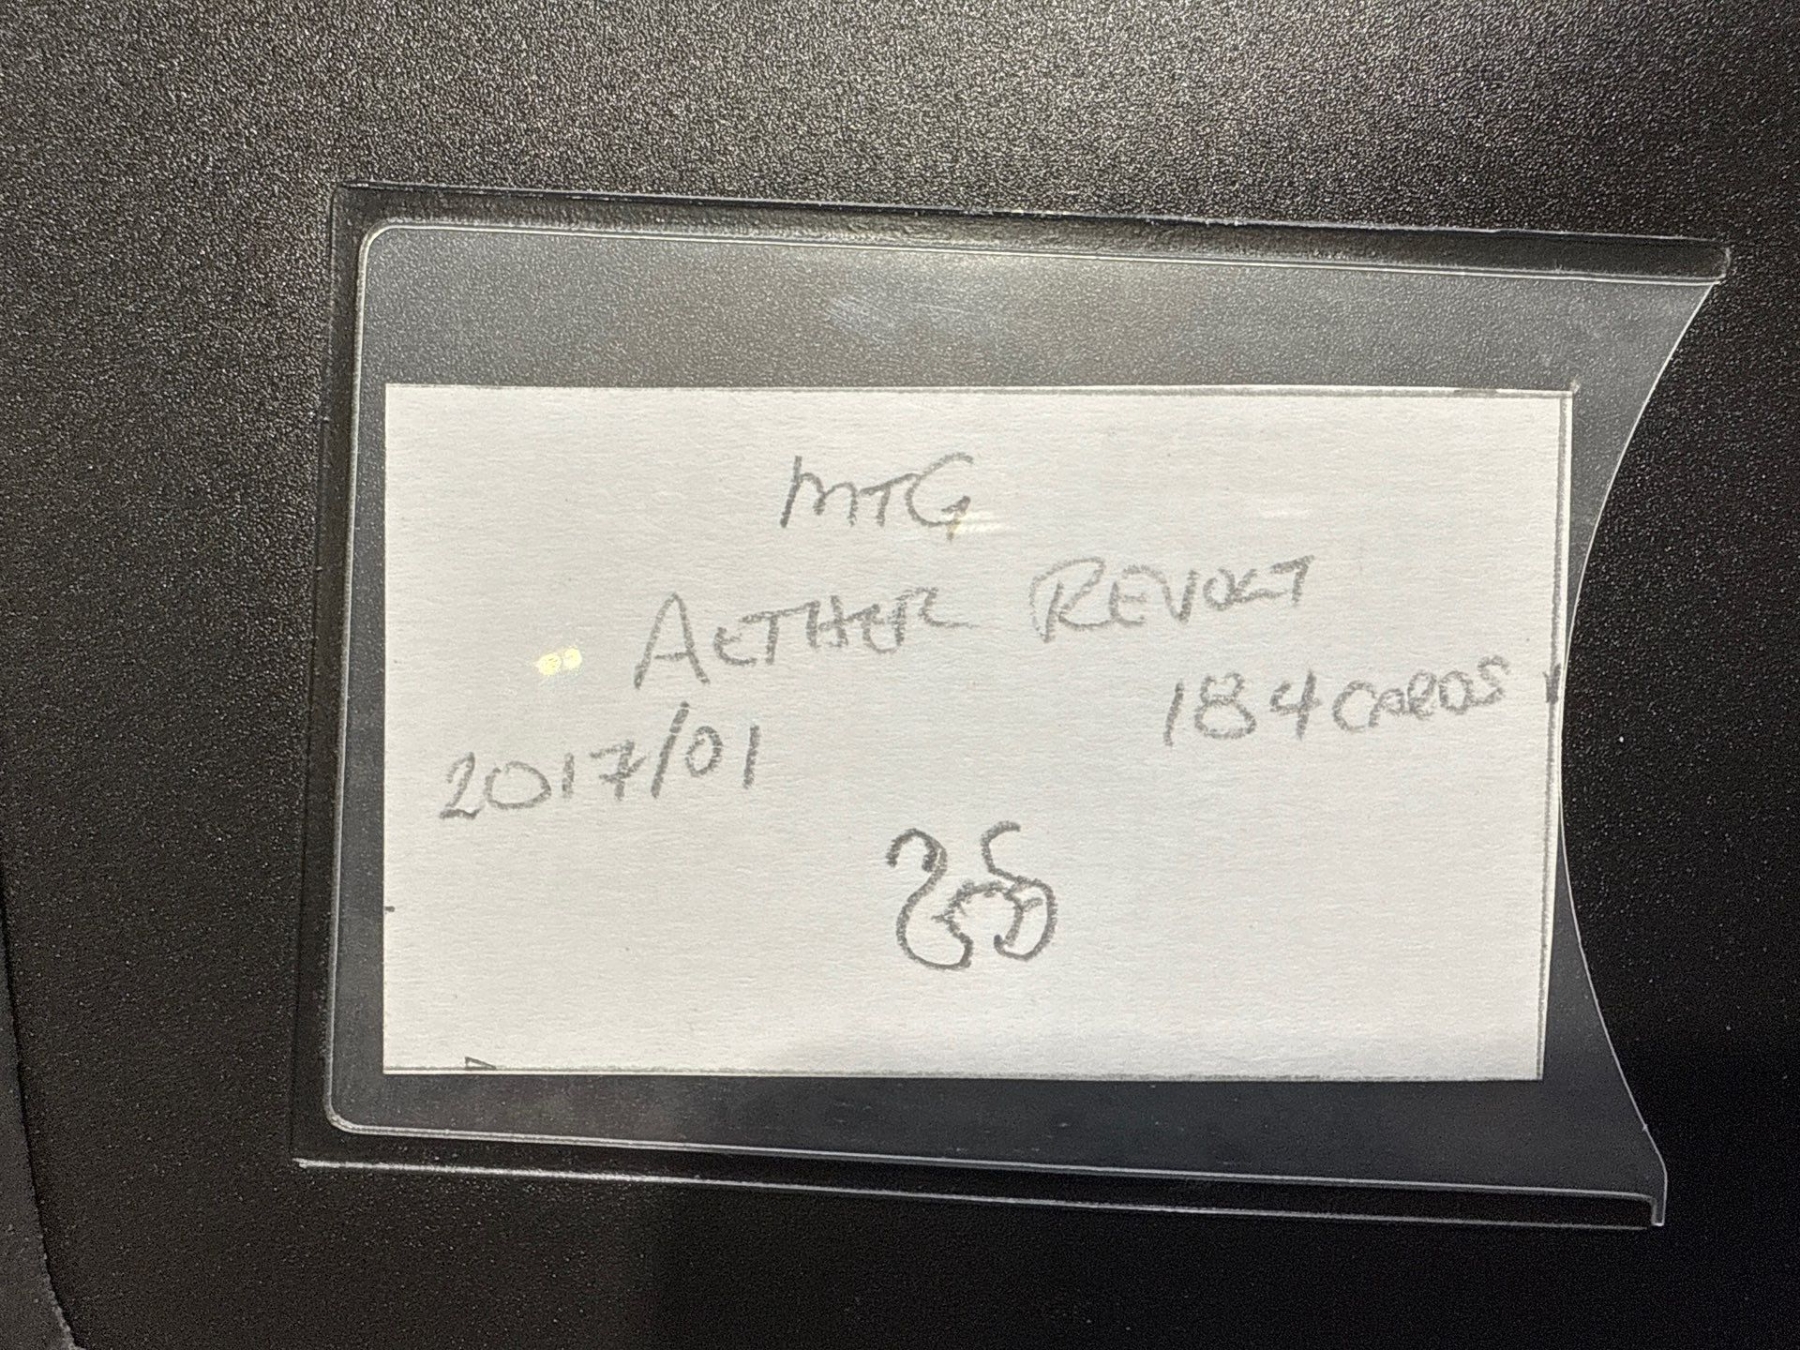 MTG
AETHER REVOLT
184 CARDS
2017/01